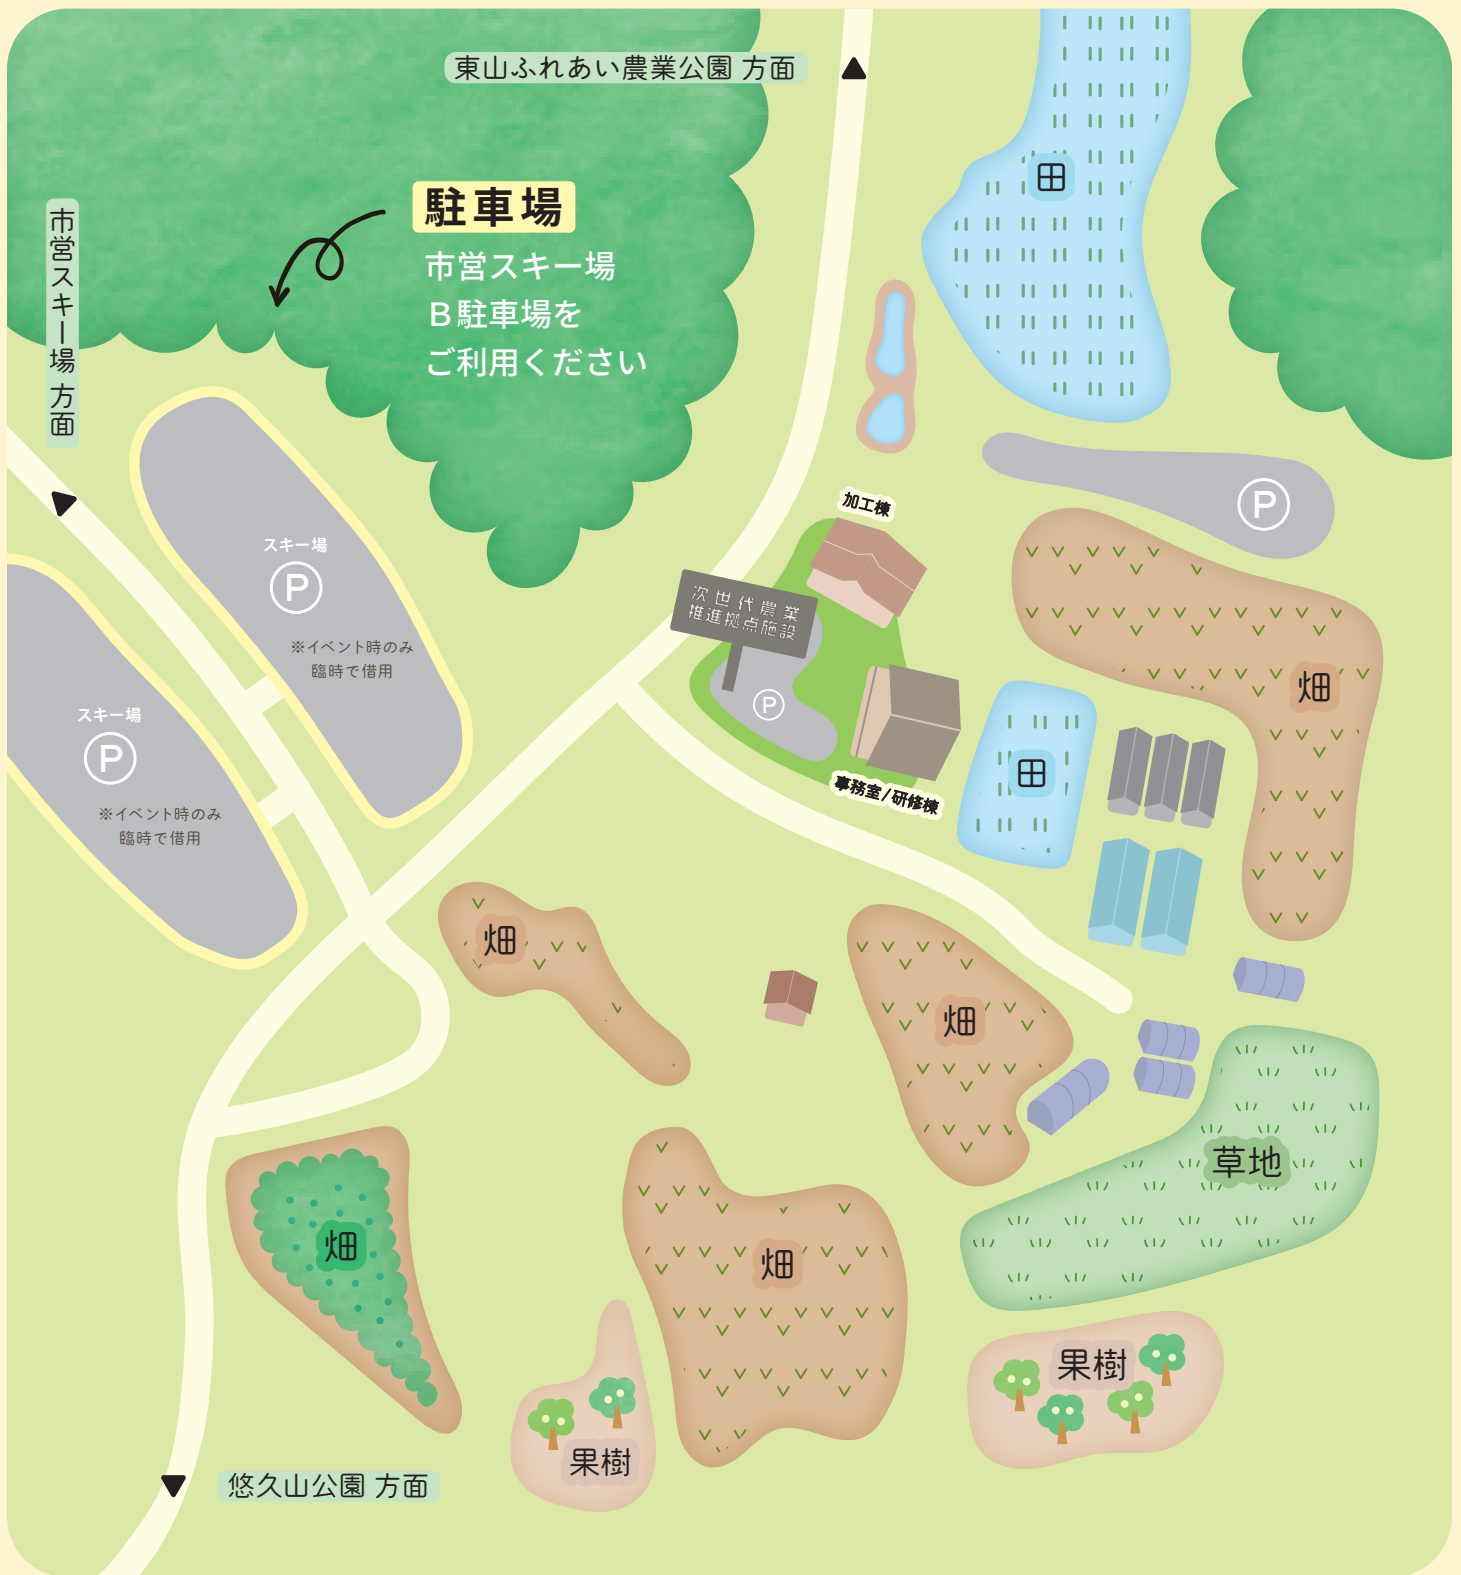 東山ふれあい農業公園 方面
市営スキー場 方面
駐車場
市営スキー場
B駐車場を
ご利用ください
田
加工棟
P
スキー場
P
※イベント時のみ
臨時で借用
次世代農業
推進拠点施設
P
畑
スキー場
P
※イベント時のみ
臨時で借用
田
事務室/研修棟
畑
畑
草地
畑
畑
果樹
果樹
悠久山公園 方面